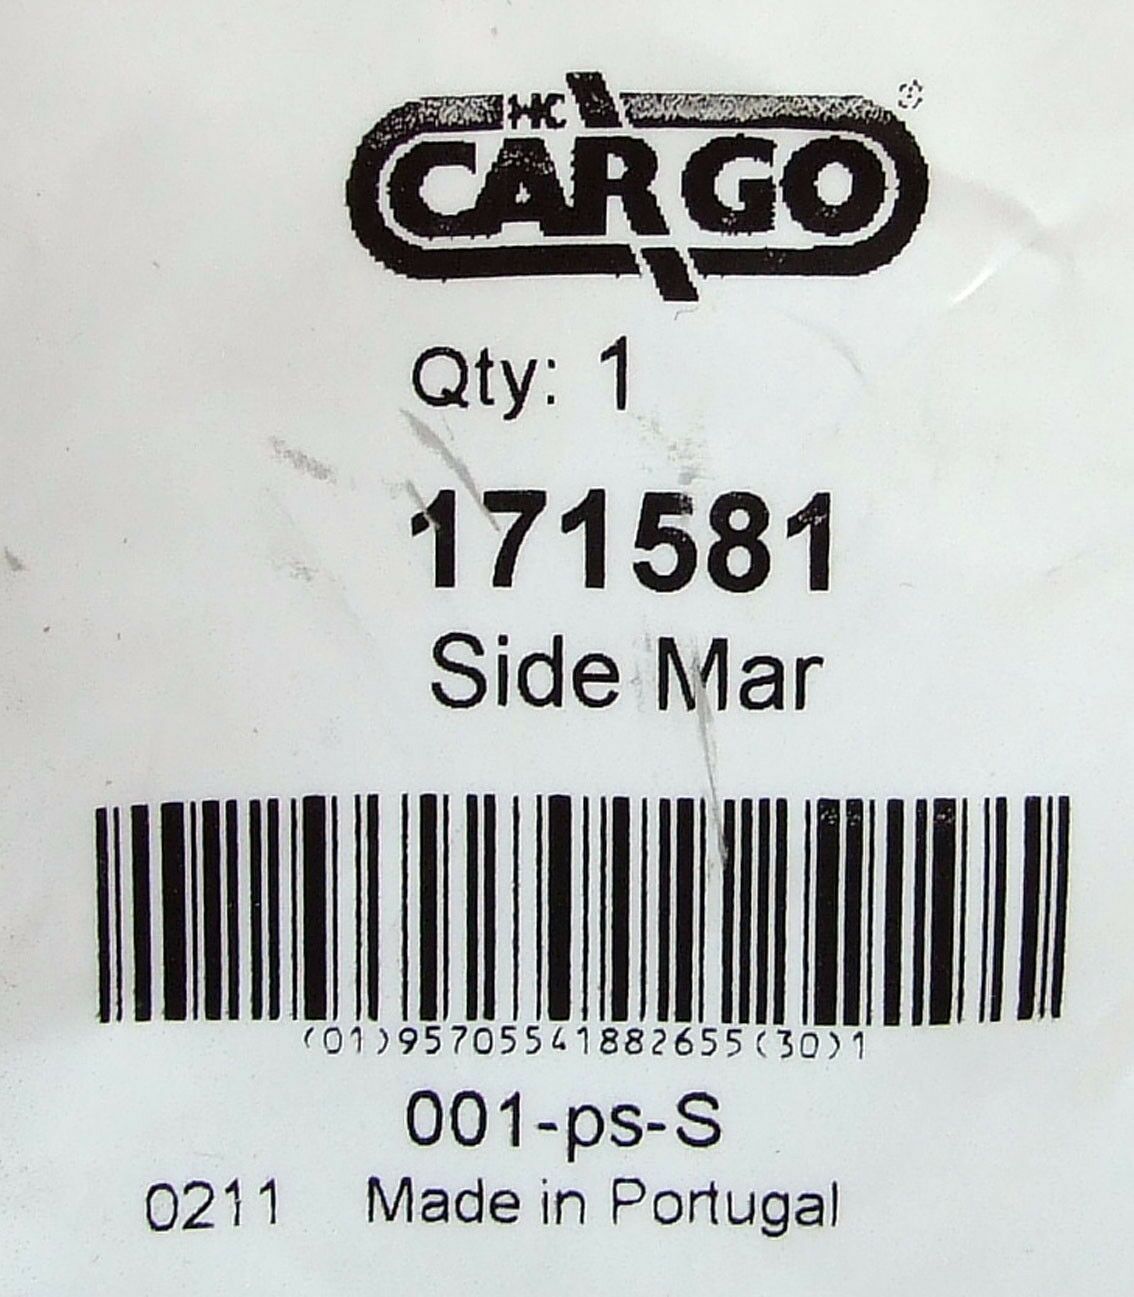 HC
CARGO®
Qty: 1
171581
Side Mar
(01)95705541882655(30)1
001-ps-S
0211 Made in Portugal